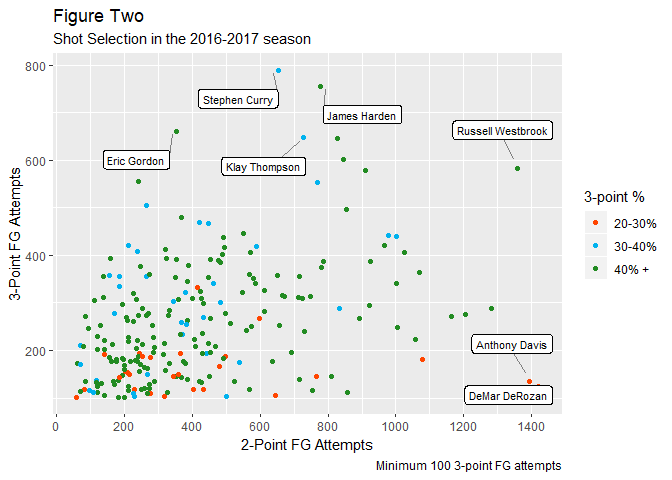 Figure Two
Shot Selection in the 2016-2017 season
3-Point FG Attempts
800
600
400
200
Stephen Curry
James Harden
Russell Westbrook
Eric Gordon
Klay Thompson
Anthony Davis
DeMar DeRozan
0
200
400
600
800
1000
1200
1400
2-Point FG Attempts
3-point %
20-30%
30-40%
40% +
Minimum 100 3-point FG attempts